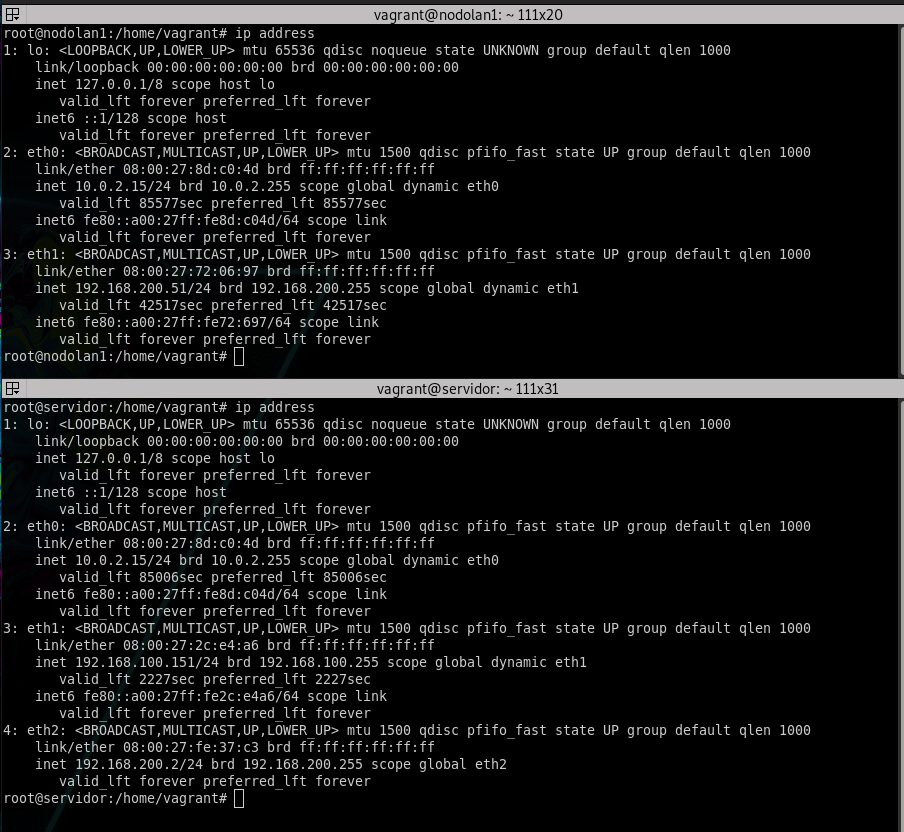 vagrant@nodolan1: ~ 111x20
root@nodolan1:/home/vagrant# ip address
1: lo: <LOOPBACK,UP,LOWER_UP> mtu 65536 qdisc noqueue state UNKNOWN group default qlen 1000
    link/loopback 00:00:00:00:00:00 brd 00:00:00:00:00:00
    inet 127.0.0.1/8 scope host lo
       valid_lft forever preferred_lft forever
    inet6 ::1/128 scope host
       valid_lft forever preferred_lft forever
2: eth0: <BROADCAST,MULTICAST,UP,LOWER_UP> mtu 1500 qdisc pfifo_fast state UP group default qlen 1000
    link/ether 08:00:27:8d:c0:4d brd ff:ff:ff:ff:ff:ff
    inet 10.0.2.15/24 brd 10.0.2.255 scope global dynamic eth0
       valid_lft 85577sec preferred_lft 85577sec
    inet6 fe80::a00:27ff:fe8d:c04d/64 scope link
       valid_lft forever preferred_lft forever
3: eth1: <BROADCAST,MULTICAST,UP,LOWER_UP> mtu 1500 qdisc pfifo_fast state UP group default qlen 1000
    link/ether 08:00:27:72:06:97 brd ff:ff:ff:ff:ff:ff
    inet 192.168.200.51/24 brd 192.168.200.255 scope global dynamic eth1
       valid_lft 42517sec preferred_lft 42517sec
    inet6 fe80::a00:27ff:fe72:697/64 scope link
       valid_lft forever preferred_lft forever
root@nodolan1:/home/vagrant#
vagrant@servidor: ~ 111x31
root@servidor:/home/vagrant# ip address
1: lo: <LOOPBACK,UP,LOWER_UP> mtu 65536 qdisc noqueue state UNKNOWN group default qlen 1000
    link/loopback 00:00:00:00:00:00 brd 00:00:00:00:00:00
    inet 127.0.0.1/8 scope host lo
       valid_lft forever preferred_lft forever
    inet6 ::1/128 scope host
       valid_lft forever preferred_lft forever
2: eth0: <BROADCAST,MULTICAST,UP,LOWER_UP> mtu 1500 qdisc pfifo_fast state UP group default qlen 1000
    link/ether 08:00:27:8d:c0:4d brd ff:ff:ff:ff:ff:ff
    inet 10.0.2.15/24 brd 10.0.2.255 scope global dynamic eth0
       valid_lft 85006sec preferred_lft 85006sec
    inet6 fe80::a00:27ff:fe8d:c04d/64 scope link
       valid_lft forever preferred_lft forever
3: eth1: <BROADCAST,MULTICAST,UP,LOWER_UP> mtu 1500 qdisc pfifo_fast state UP group default qlen 1000
    link/ether 08:00:27:2c:e4:a6 brd ff:ff:ff:ff:ff:ff
    inet 192.168.100.151/24 brd 192.168.100.255 scope global dynamic eth1
       valid_lft 2227sec preferred_lft 2227sec
    inet6 fe80::a00:27ff:fe2c:e4a6/64 scope link
       valid_lft forever preferred_lft forever
4: eth2: <BROADCAST,MULTICAST,UP,LOWER_UP> mtu 1500 qdisc pfifo_fast state UP group default qlen 1000
    link/ether 08:00:27:fe:37:c3 brd ff:ff:ff:ff:ff:ff
    inet 192.168.200.2/24 brd 192.168.200.255 scope global eth2
       valid_lft forever preferred_lft forever
root@servidor:/home/vagrant#